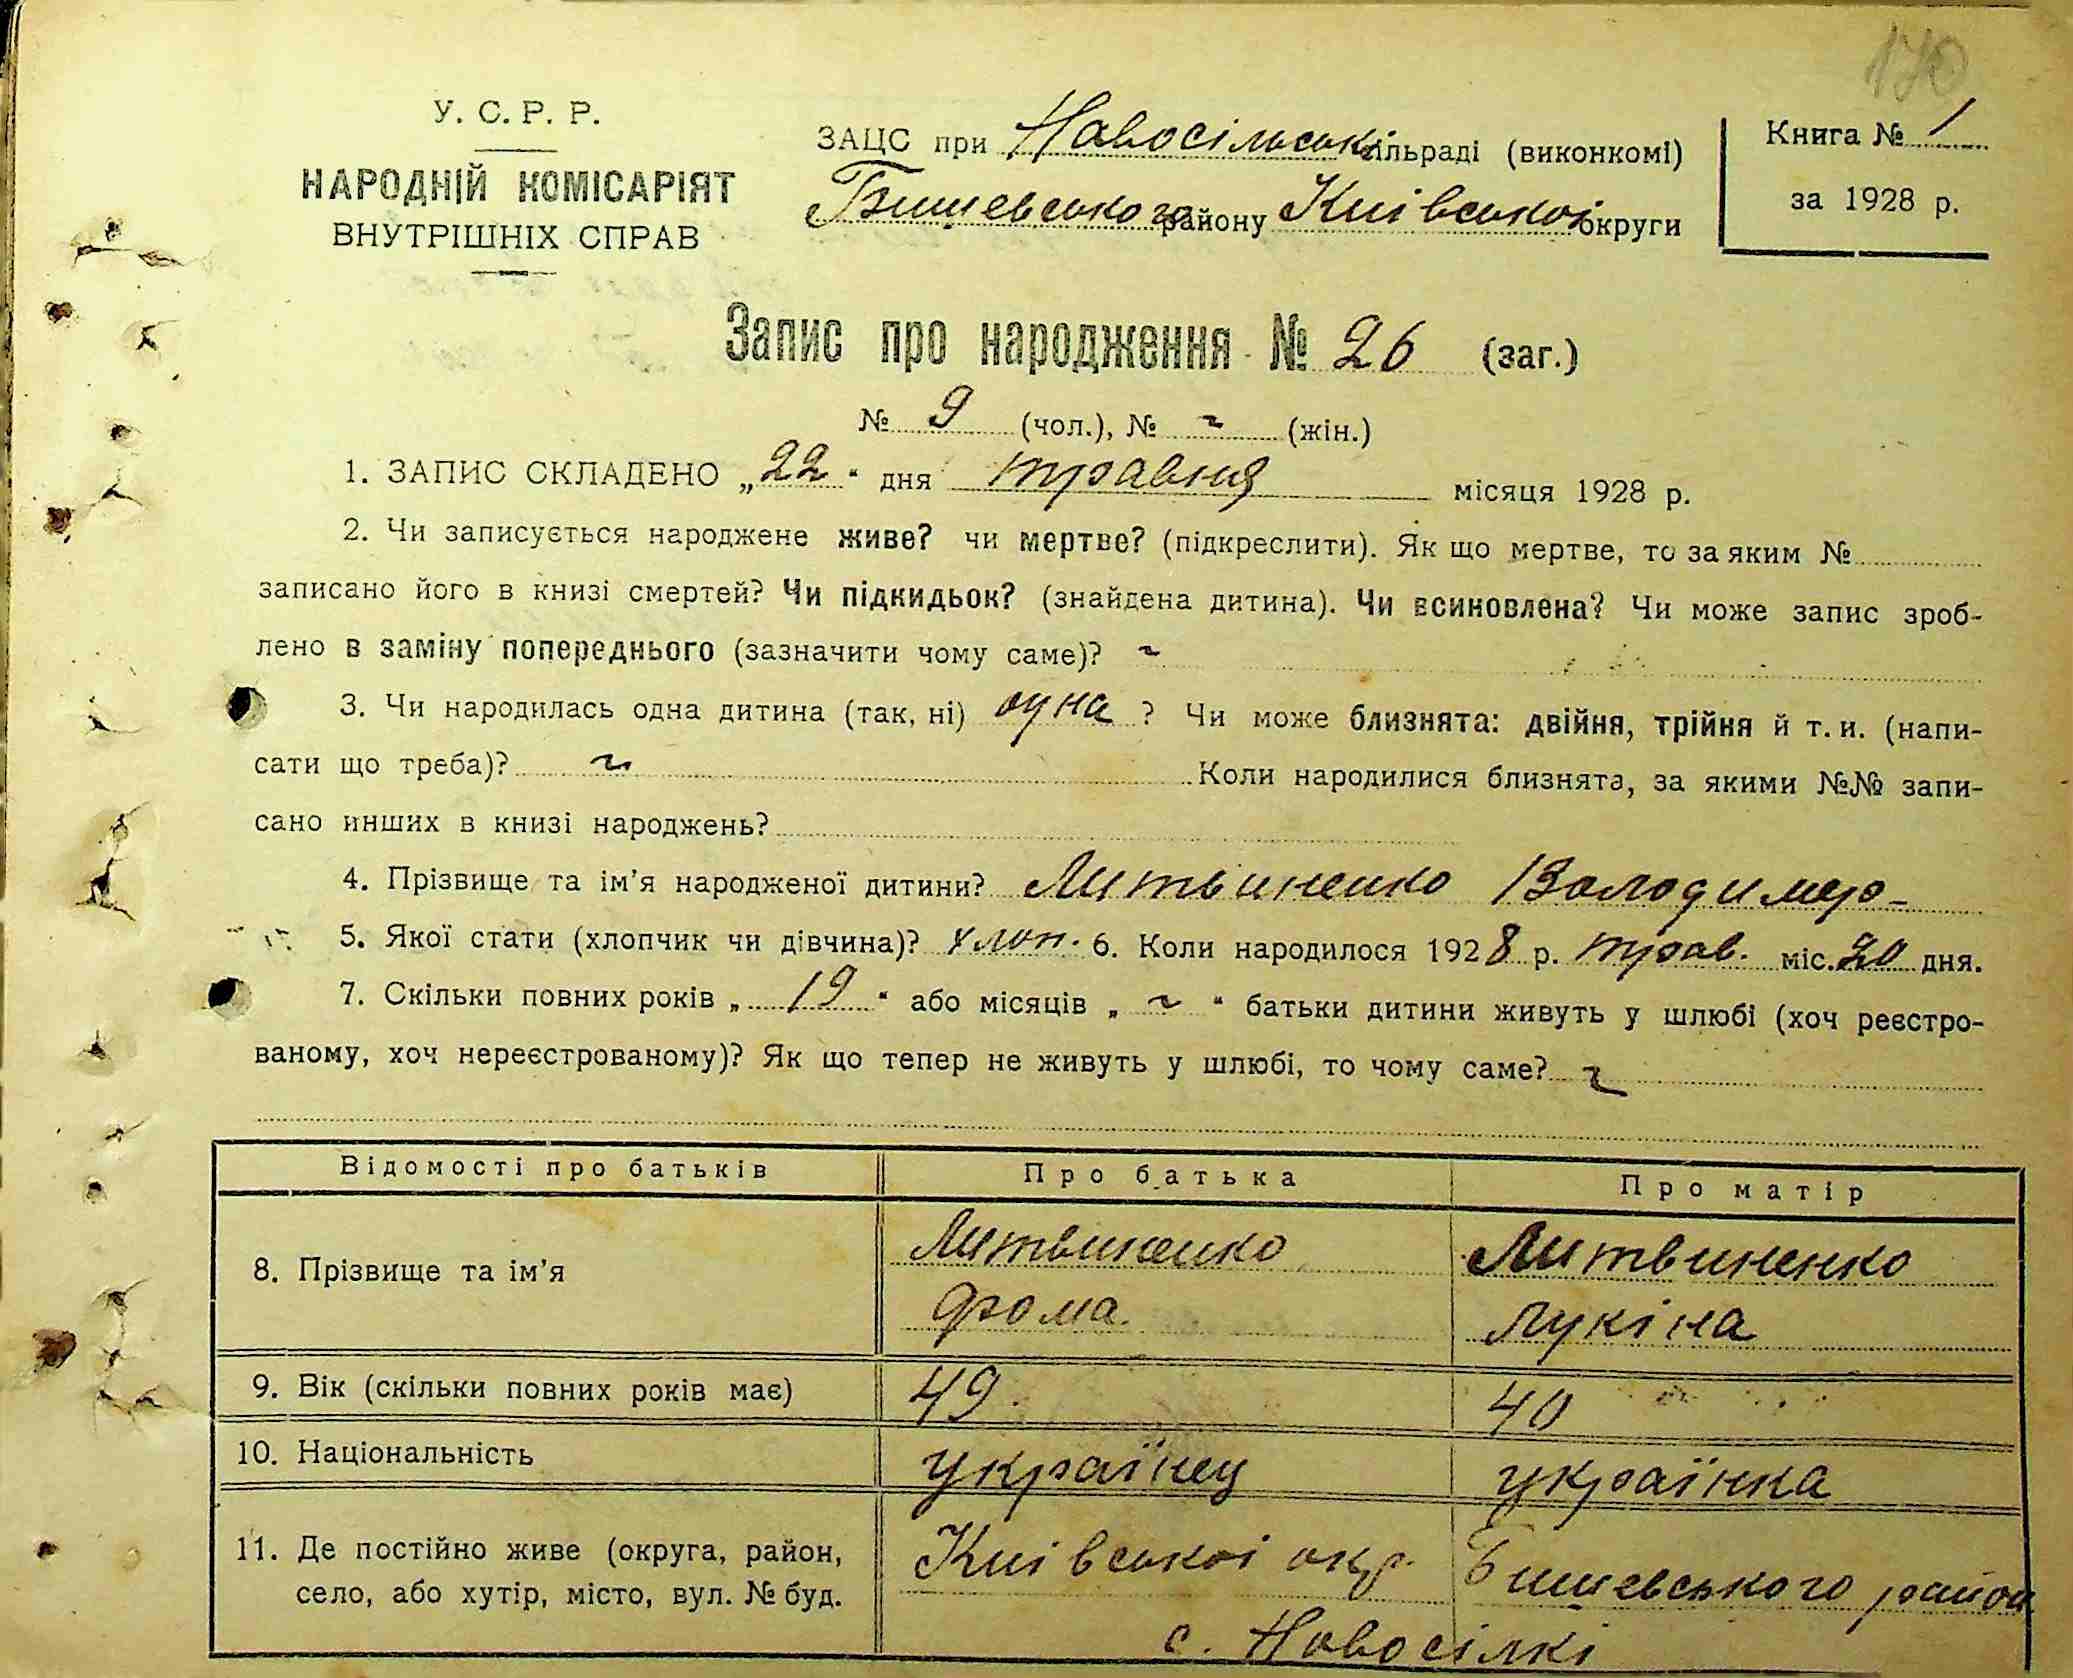 170
У. С. Р. Р.
НАРОДНІЙ КОМІСАРІЯТ
ВНУТРІШНІХ СПРАВ
ЗАЦС при Новосільській сільраді (виконкомі)
Бишевського району Київської округи
Книга № 1
за 1928 р.
Запис про народження № 26 (заг.)
№ 9 (чол.), № ~ (жін.)
1. ЗАПИС СКЛАДЕНО „22" дня травня місяця 1928 р.
2. Чи записується народжене живе? чи мертве? (підкреслити). Як що мертве, то за яким №
записано його в книзі смертей? Чи підкидьок? (знайдена дитина). Чи всиновлена? Чи може запис зроб-
лено в заміну попереднього (зазначити чому саме)? ~
3. Чи народилась одна дитина (так, ні) одна ? Чи може близнята: двійня, трійня й т. и. (напи-
сати що треба)? ~ Коли народилися близнята, за якими №№ запи-
сано инших в книзі народжень?
4. Прізвище та ім'я народженої дитини? Литвиненко Володимер
5. Якої стати (хлопчик чи дівчина)? хлоп. 6. Коли народилося 1928 р. трав. міс. 20 дня.
7. Скільки повних років „ 19 " або місяців „ ~ " батьки дитини живуть у шлюбі (хоч реєстро-
ваному, хоч нереєстрованому)? Як що тепер не живуть у шлюбі, то чому саме? ~
Відомості про батьків Про батька Про матір
8. Прізвище та ім'я Литвиненко Фрома. Литвиненко Лукіна
9. Вік (скільки повних років має) 49. 40
10. Національність українец українка
11. Де постійно живе (округа, район, Київськоі окр. Бишевського район
село, або хутір, місто, вул. № буд. с. Новосілкі